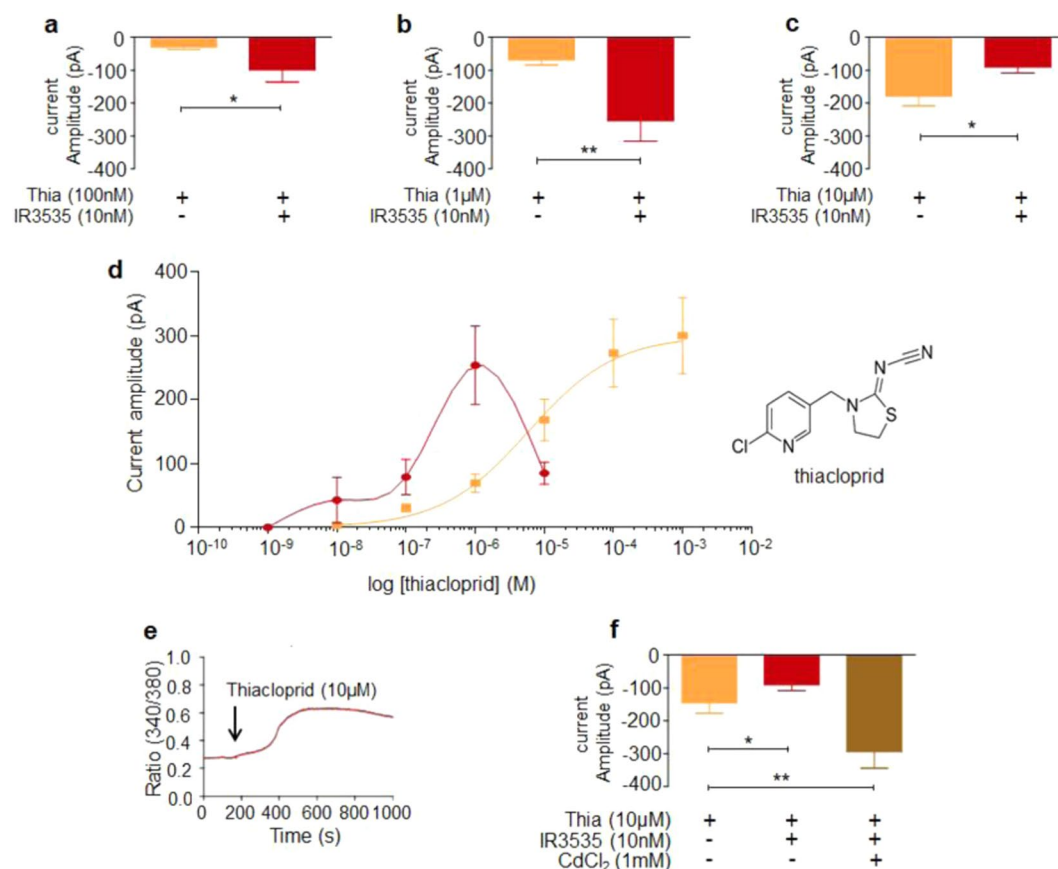 a
b
c
0
-100
-200
-300
-400
current
Amplitude (pA)
*
Thia (100nM) + +
IR3535 (10nM) - +
0
-100
-200
-300
-400
current
Amplitude (pA)
**
Thia (1µM) + +
IR3535 (10nM) - +
0
-100
-200
-300
-400
current
Amplitude (pA)
*
Thia (10µM) + +
IR3535 (10nM) - +
d
400
300
200
100
0
Current amplitude (pA)
10-10 10-9 10-8 10-7 10-6 10-5 10-4 10-3 10-2
log [thiacloprid] (M)
N
N
N
S
Cl
N
thiacloprid
e
1.0
0.8
0.6
0.4
0.2
0.0
Ratio (340/380)
Thiacloprid (10µM)
0 200 400 600 800 1000
Time (s)
f
0
-100
-200
-300
-400
current
Amplitude (pA)
*
**
Thia (10µM) + + +
IR3535 (10nM) - + +
CdCl2 (1mM) - - +